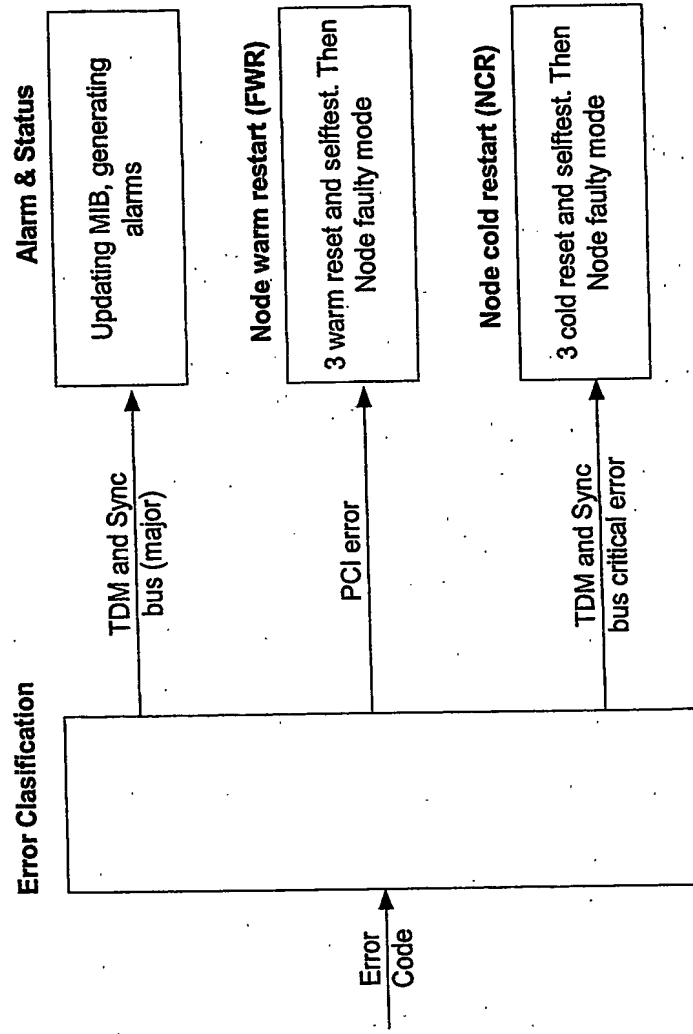 Error Clasification
Error
Code
TDM and Sync
bus (major)
PCI error
TDM and Sync
bus critical error
Alarm & Status
Updating MIB, generating
alarms
Node warm restart (FWR)
3 warm reset and selftest. Then
Node faulty mode
Node cold restart (NCR)
3 cold reset and selftest. Then
Node faulty mode